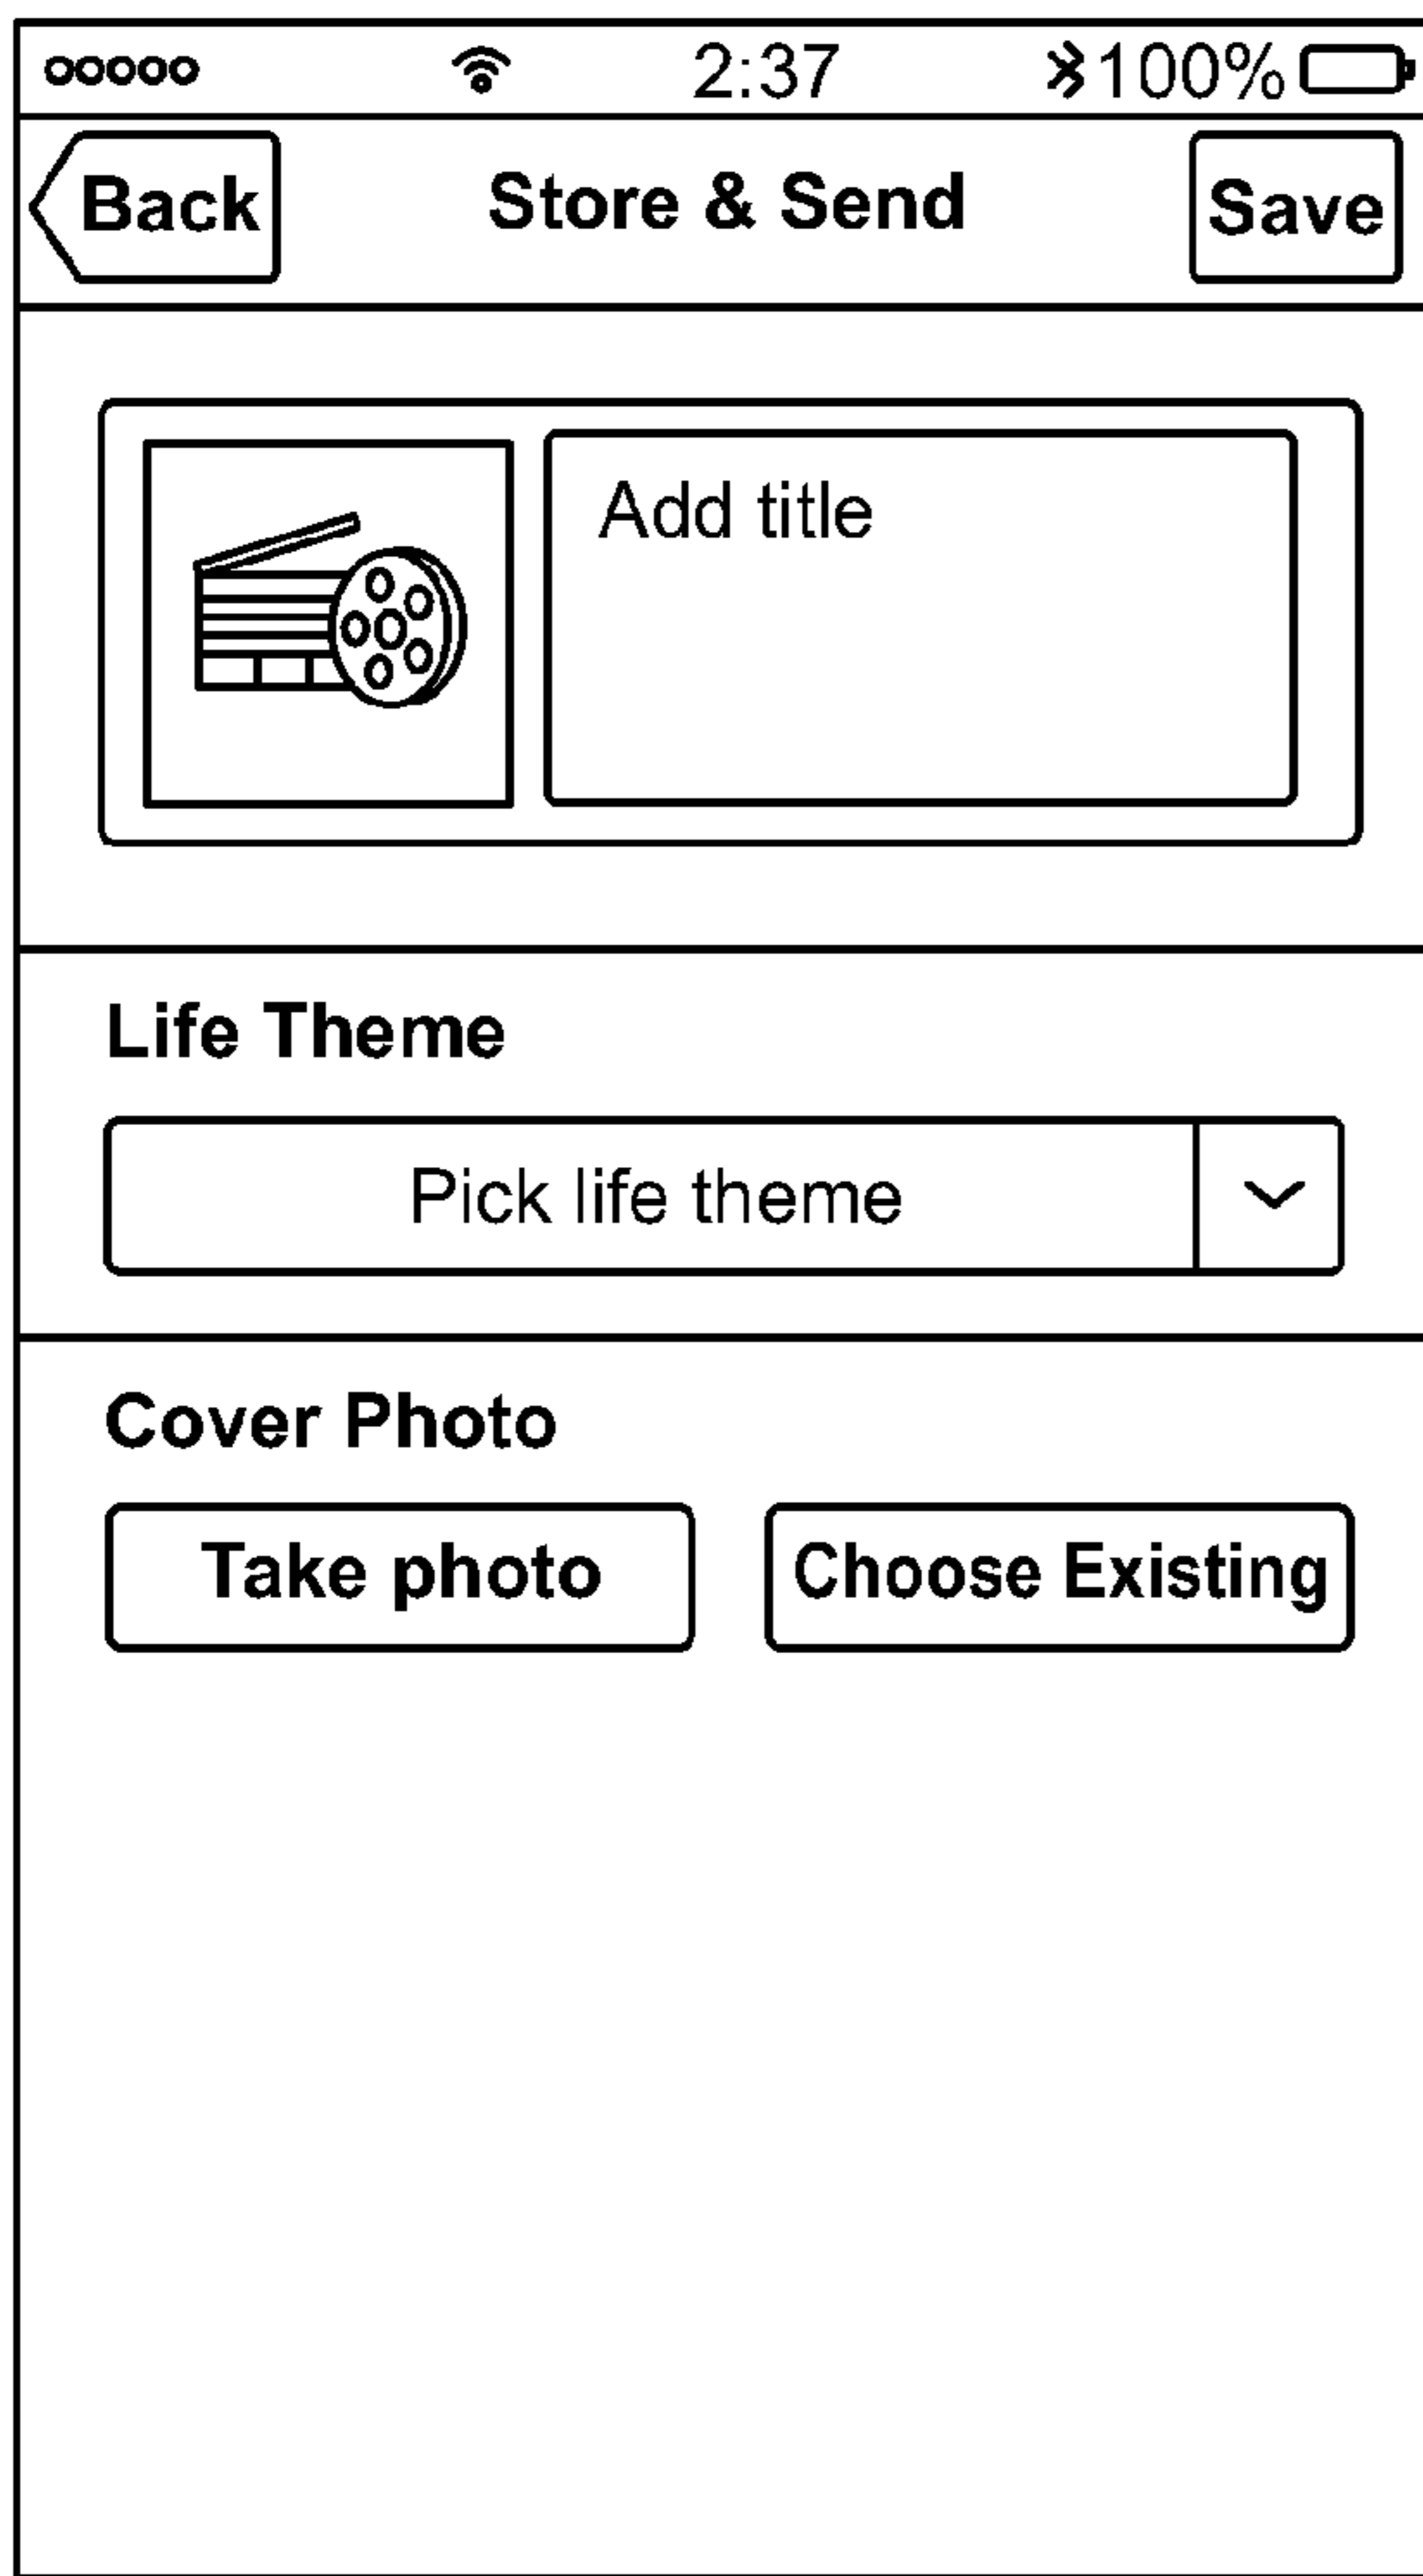 2:37 100%
Back Store & Send Save
Add title
Life Theme
Pick life theme
Cover Photo
Take photo Choose Existing